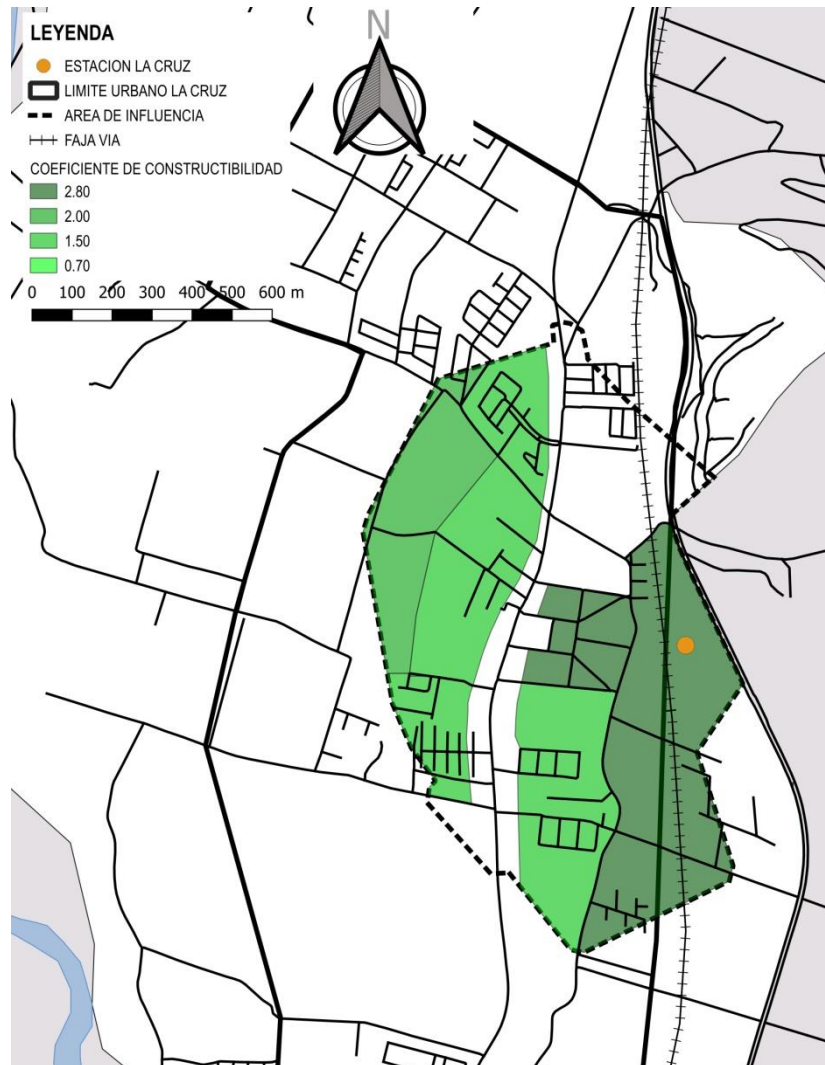 N
LEYENDA
ESTACION LA CRUZ
LIMITE URBANO LA CRUZ
AREA DE INFLUENCIA
FAJA VIA
COEFICIENTE DE CONSTRUCTIBILIDAD
2.80
2.00
1.50
0.70
0 100 200 300 400 500 600 m